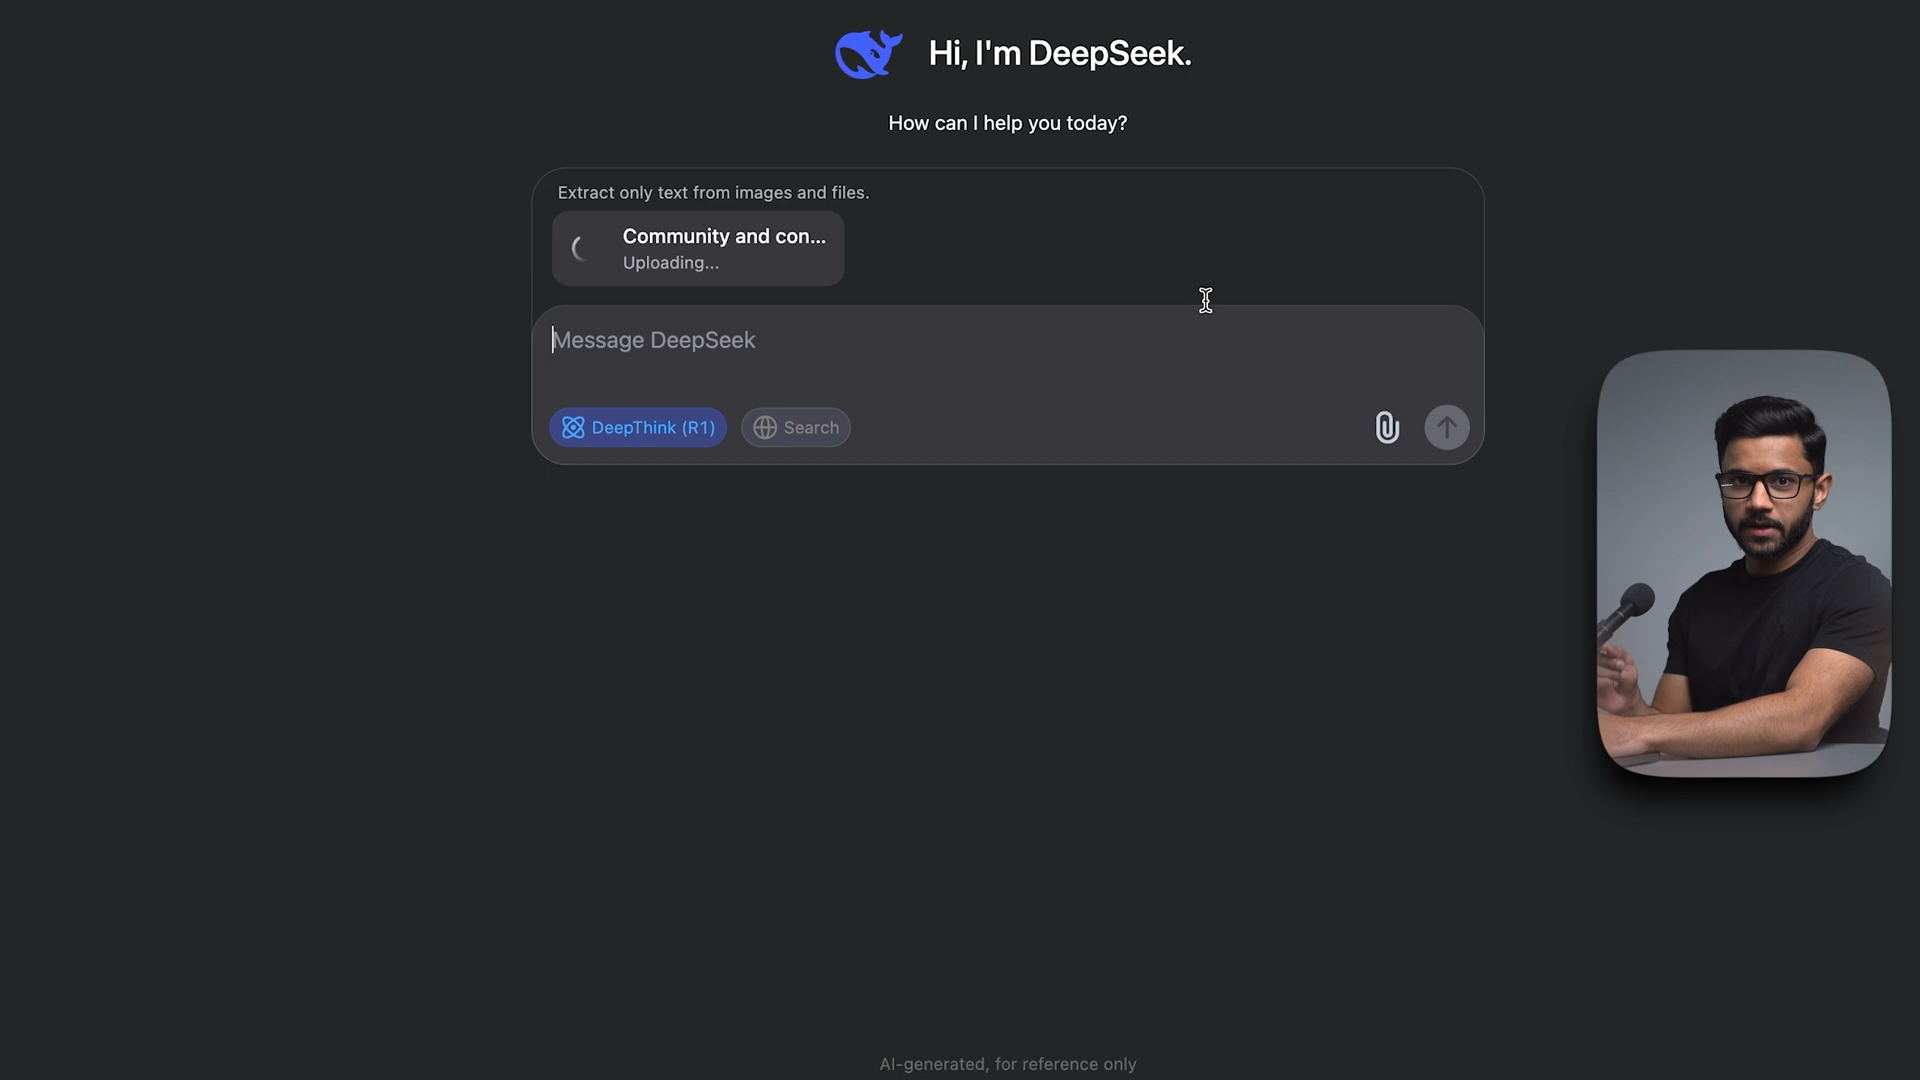 Hi, I'm DeepSeek.
How can I help you today?
Extract only text from images and files.
Community and con...
Uploading...
Message DeepSeek
DeepThink (R1)
Search
AI-generated, for reference only